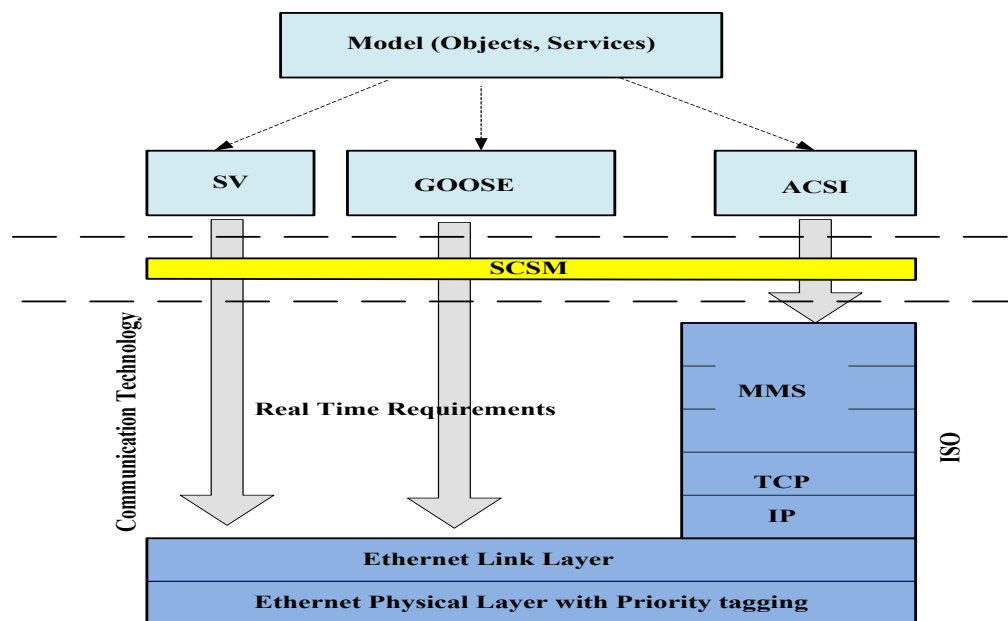 Model (Objects, Services)
SV
GOOSE
ACSI
SCSM
Communication Technology
Real Time Requirements
MMS
TCP
IP
OSI
Ethernet Link Layer
Ethernet Physical Layer with Priority tagging